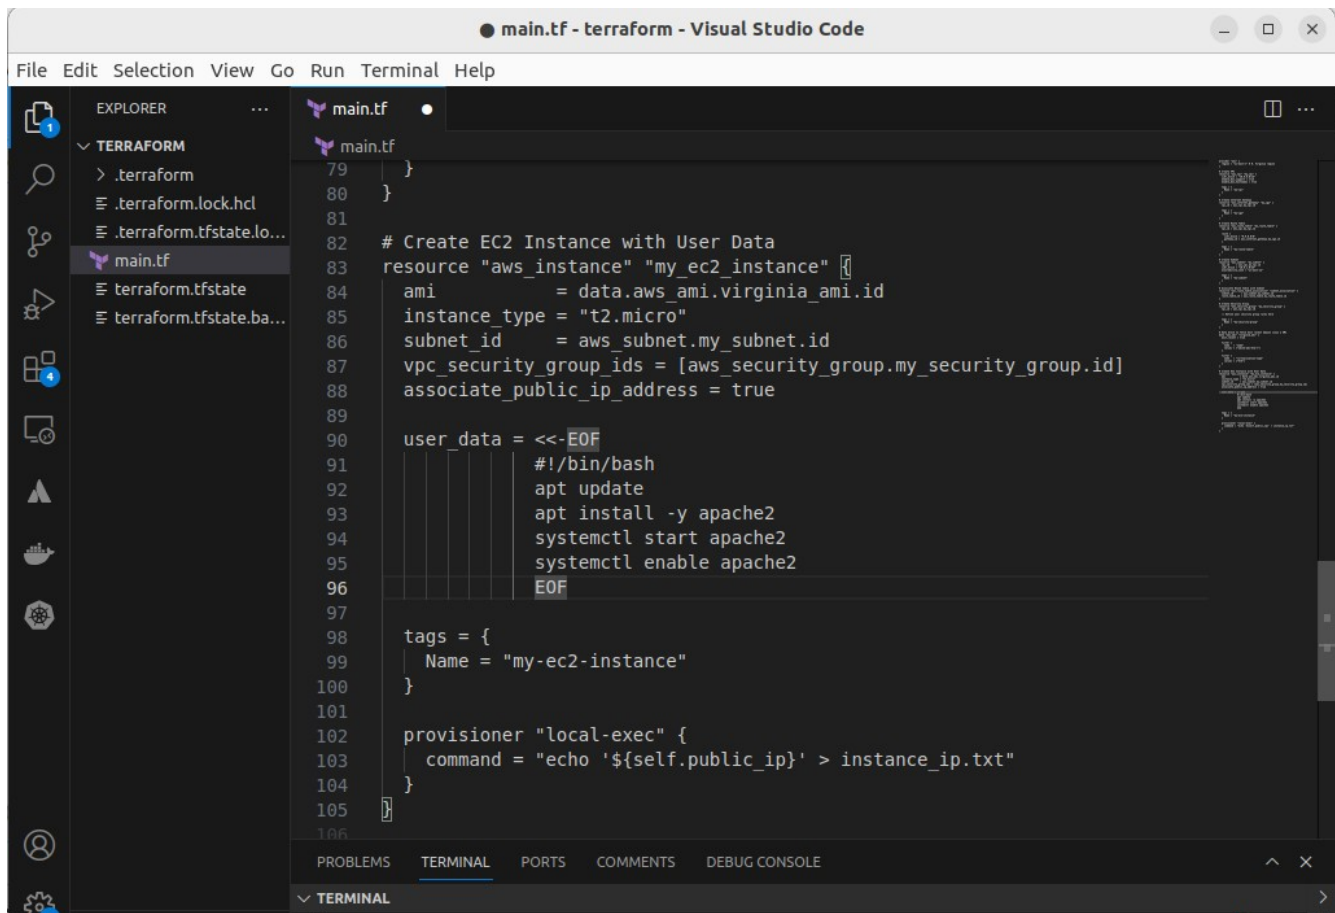 ● main.tf - terraform - Visual Studio Code
File Edit Selection View Go Run Terminal Help
EXPLORER
TERRAFORM
.terraform
.terraform.lock.hcl
.terraform.tfstate.lo...
main.tf
terraform.tfstate
terraform.tfstate.ba...
1
4
main.tf
main.tf
79 }
80 }
81
82 # Create EC2 Instance with User Data
83 resource "aws_instance" "my_ec2_instance" {
84 ami = data.aws_ami.virginia_ami.id
85 instance_type = "t2.micro"
86 subnet_id = aws_subnet.my_subnet.id
87 vpc_security_group_ids = [aws_security_group.my_security_group.id]
88 associate_public_ip_address = true
89
90 user_data = <<-EOF
91 #!/bin/bash
92 apt update
93 apt install -y apache2
94 systemctl start apache2
95 systemctl enable apache2
96 EOF
97
98 tags = {
99 Name = "my-ec2-instance"
100 }
101
102 provisioner "local-exec" {
103 command = "echo '${self.public_ip}' > instance_ip.txt"
104 }
105 }
106
PROBLEMS TERMINAL PORTS COMMENTS DEBUG CONSOLE
TERMINAL